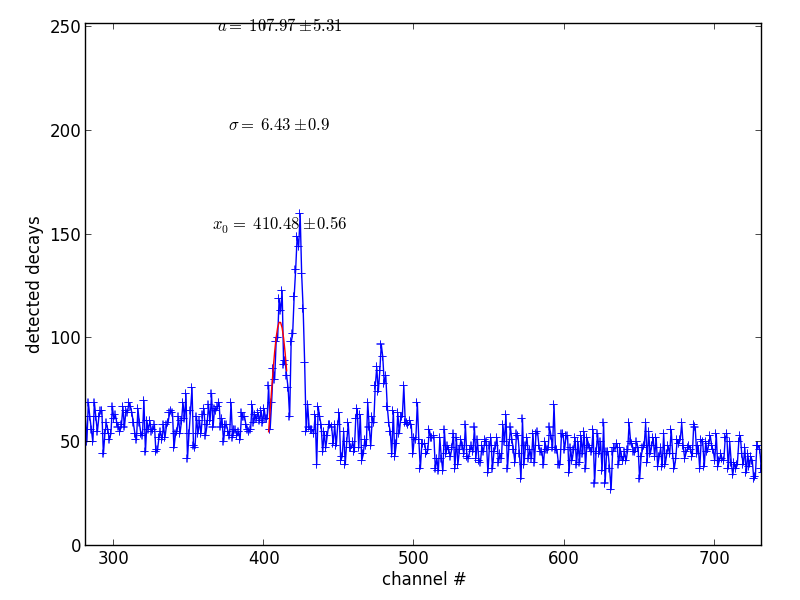 a = 107.97 ±5.31
σ = 6.43 ±0.9
x₀ = 410.48 ±0.56
250
200
150
100
50
0
detected decays
300 400 500 600 700
channel #